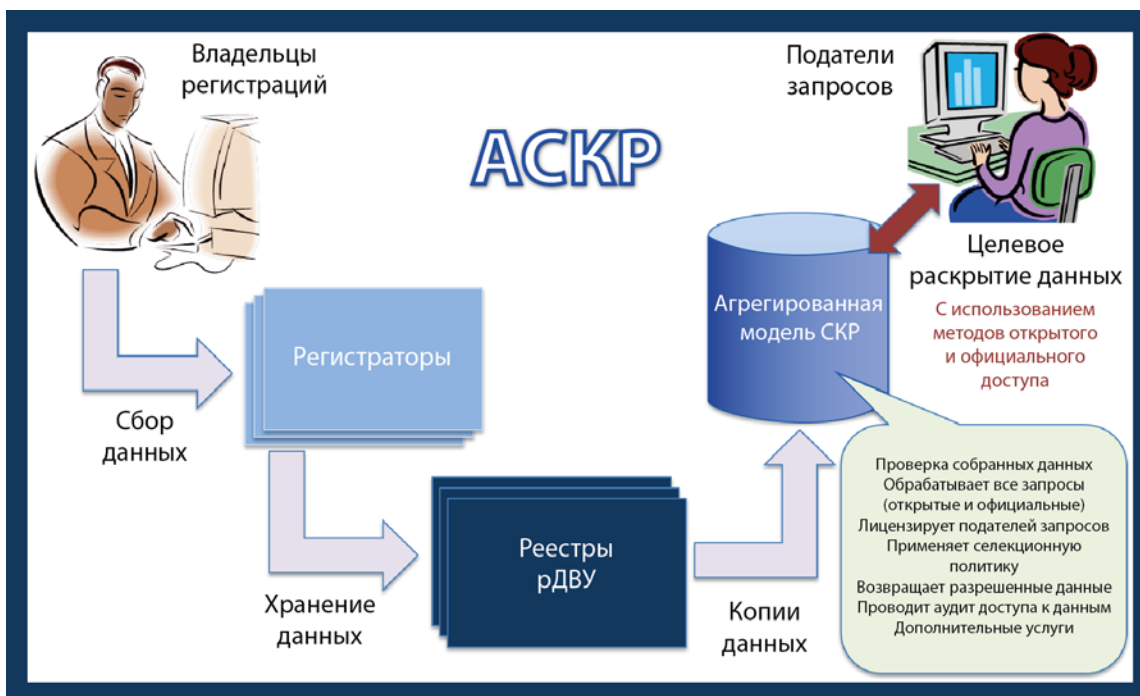 Владельцы
регистраций
Податели
запросов
АСКР
Целевое
раскрытие данных
С использованием
методов открытого
и официального
доступа
Агрегированная
модель СКР
Регистраторы
Сбор
данных
Проверка собранных данных
Обрабатывает все запросы
(открытые и официальные)
Лицензирует подателей запросов
Применяет селекционную
политику
Возвращает разрешенные данные
Проводит аудит доступа к данным
Дополнительные услуги
Реестры
рДВУ
Хранение
данных
Копии
данных